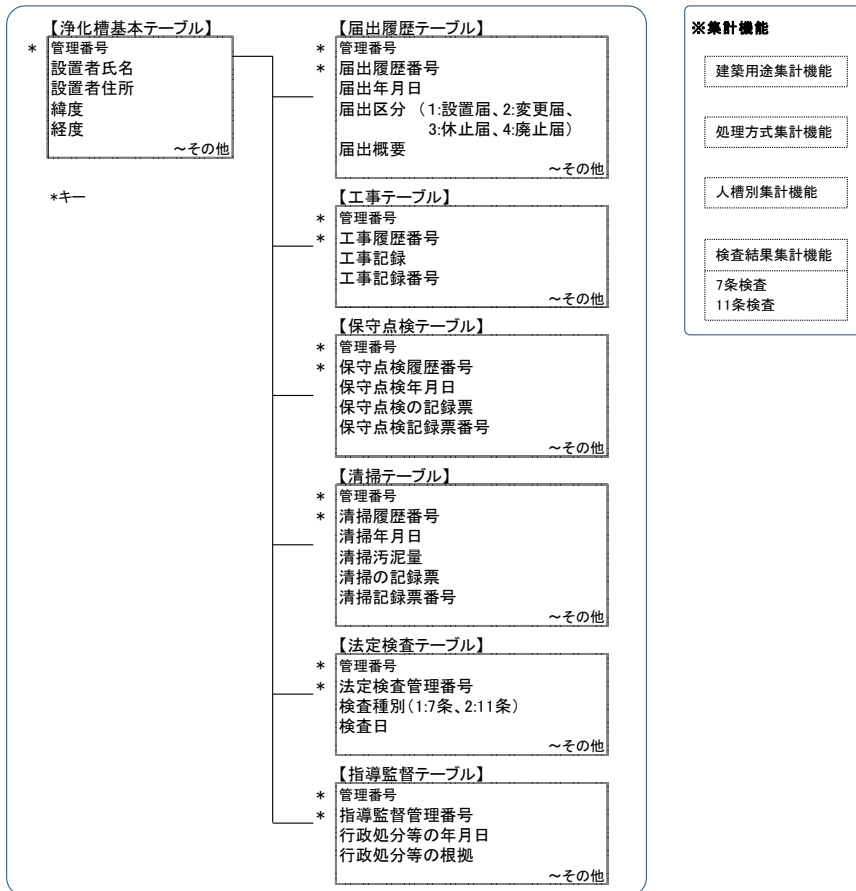 【浄化槽基本テーブル】
* 管理番号
設置者氏名
設置者住所
緯度
経度
～その他
*キー
【届出履歴テーブル】
* 管理番号
* 届出履歴番号
届出年月日
届出区分 （1:設置届、2:変更届、
3:休止届、4:廃止届）
届出概要
～その他
【工事テーブル】
* 管理番号
* 工事履歴番号
工事記録
工事記録番号
～その他
【保守点検テーブル】
* 管理番号
* 保守点検履歴番号
保守点検年月日
保守点検の記録票
保守点検記録票番号
～その他
【清掃テーブル】
* 管理番号
* 清掃履歴番号
清掃年月日
清掃汚泥量
清掃の記録票
清掃記録票番号
～その他
【法定検査テーブル】
* 管理番号
* 法定検査管理番号
検査種別（1:7条、2:11条）
検査日
～その他
【指導監督テーブル】
* 管理番号
* 指導監督管理番号
行政処分等の年月日
行政処分等の根拠
～その他
※集計機能
建築用途集計機能
処理方式集計機能
人槽別集計機能
検査結果集計機能
7条検査
11条検査